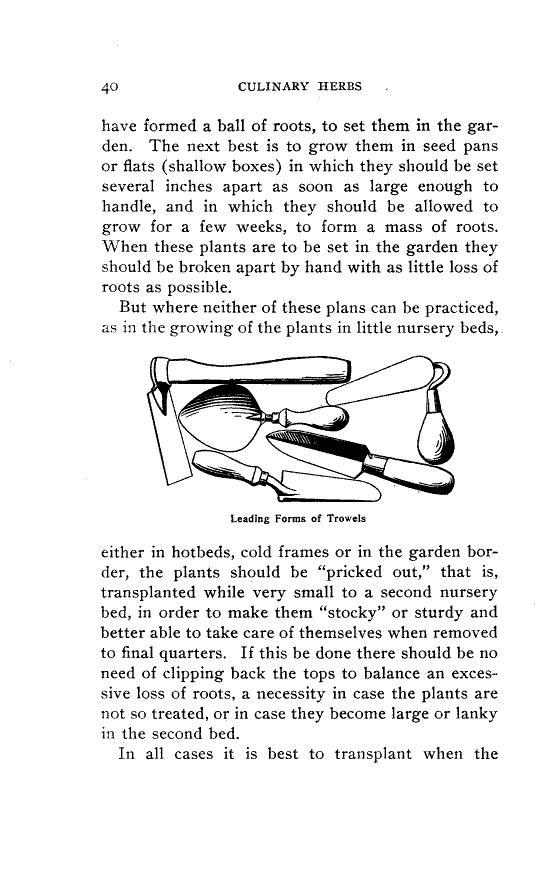 40 CULINARY HERBS
have formed a ball of roots, to set them in the gar-
den. The next best is to grow them in seed pans
or flats (shallow boxes) in which they should be set
several inches apart as soon as large enough to
handle, and in which they should be allowed to
grow for a few weeks, to form a mass of roots.
When these plants are to be set in the garden they
should be broken apart by hand with as little loss of
roots as possible.
But where neither of these plans can be practiced,
as in the growing of the plants in little nursery beds,
Leading Forms of Trowels
either in hotbeds, cold frames or in the garden bor-
der, the plants should be "pricked out," that is,
transplanted while very small to a second nursery
bed, in order to make them "stocky" or sturdy and
better able to take care of themselves when removed
to final quarters. If this be done there should be no
need of clipping back the tops to balance an exces-
sive loss of roots, a necessity in case the plants are
not so treated, or in case they become large or lanky
in the second bed.
In all cases it is best to transplant when the